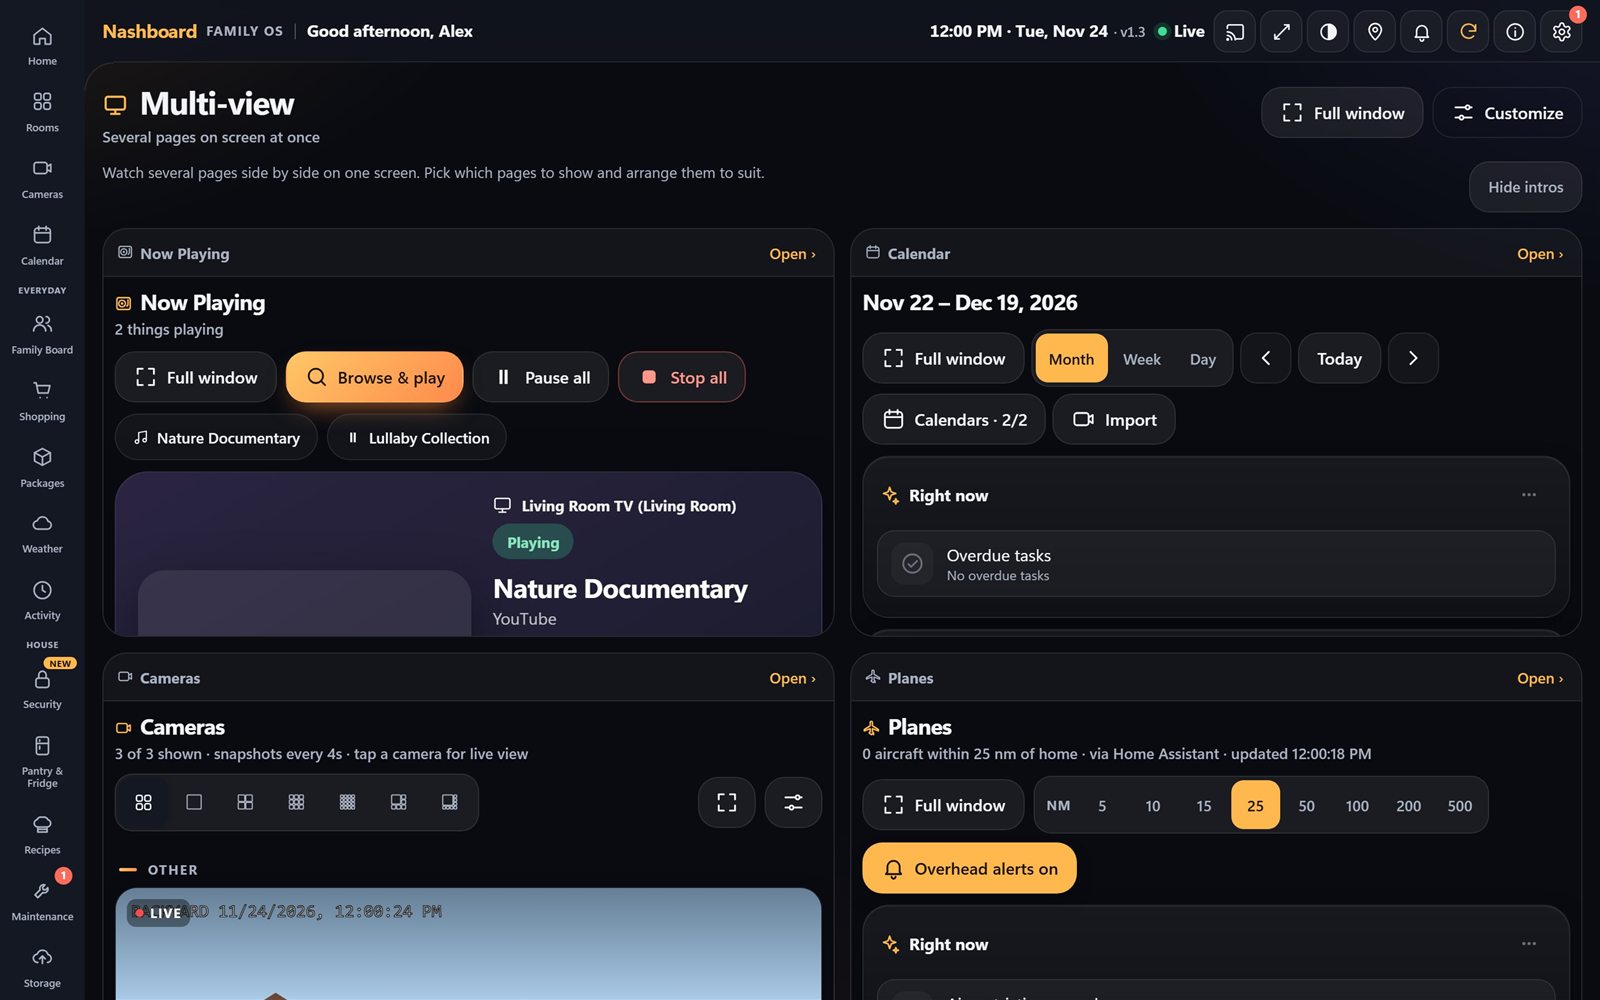 Nashboard FAMILY OS Good afternoon, Alex
12:00 PM · Tue, Nov 24 · v1.3 Live
1
Home
Rooms
Cameras
Calendar
EVERYDAY
Family Board
Shopping
Packages
Weather
Activity
HOUSE
NEW
Security
Pantry &
Fridge
Recipes
1
Maintenance
Storage
Multi-view
Several pages on screen at once
Watch several pages side by side on one screen. Pick which pages to show and arrange them to suit.
Full window
Customize
Hide intros
Now Playing
Open ›
Now Playing
2 things playing
Full window
Browse & play
Pause all
Stop all
Nature Documentary
Lullaby Collection
Living Room TV (Living Room)
Playing
Nature Documentary
YouTube
Calendar
Open ›
Nov 22 – Dec 19, 2026
Full window
Month
Week
Day
Today
Calendars · 2/2
Import
Right now
Overdue tasks
No overdue tasks
Cameras
Open ›
Cameras
3 of 3 shown · snapshots every 4s · tap a camera for live view
OTHER
LIVE
11/24/2026, 12:00:24 PM
Planes
Open ›
Planes
0 aircraft within 25 nm of home · via Home Assistant · updated 12:00:18 PM
Full window
NM 5 10 15 25 50 100 200 500
Overhead alerts on
Right now